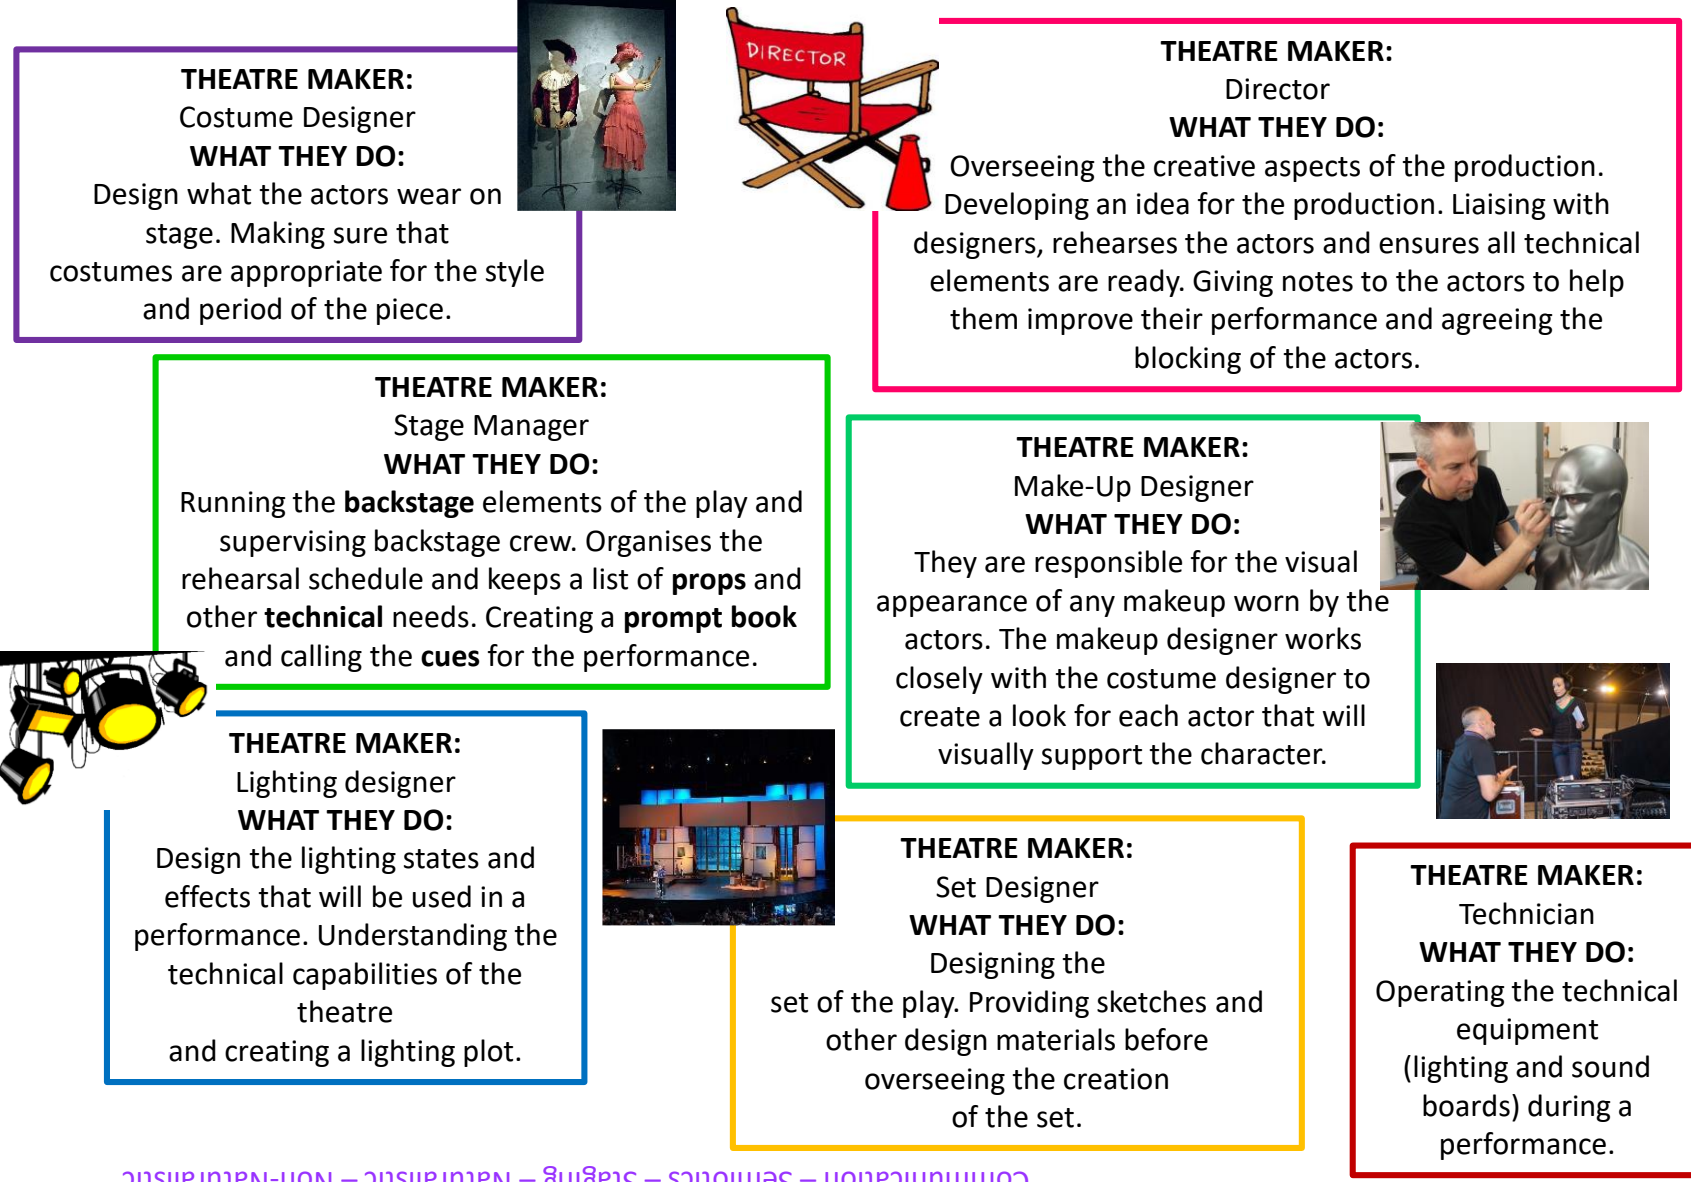 THEATRE MAKER:
Costume Designer
WHAT THEY DO:
Design what the actors wear on
stage. Making sure that
costumes are appropriate for the style
and period of the piece.
DIRECTOR
THEATRE MAKER:
Director
WHAT THEY DO:
Overseeing the creative aspects of the production.
Developing an idea for the production. Liaising with
designers, rehearses the actors and ensures all technical
elements are ready. Giving notes to the actors to help
them improve their performance and agreeing the
blocking of the actors.
THEATRE MAKER:
Stage Manager
WHAT THEY DO:
Running the backstage elements of the play and
supervising backstage crew. Organises the
rehearsal schedule and keeps a list of props and
other technical needs. Creating a prompt book
and calling the cues for the performance.
THEATRE MAKER:
Make-Up Designer
WHAT THEY DO:
They are responsible for the visual
appearance of any makeup worn by the
actors. The makeup designer works
closely with the costume designer to
create a look for each actor that will
visually support the character.
THEATRE MAKER:
Lighting designer
WHAT THEY DO:
Design the lighting states and
effects that will be used in a
performance. Understanding the
technical capabilities of the
theatre
and creating a lighting plot.
THEATRE MAKER:
Set Designer
WHAT THEY DO:
Designing the
set of the play. Providing sketches and
other design materials before
overseeing the creation
of the set.
THEATRE MAKER:
Technician
WHAT THEY DO:
Operating the technical
equipment
(lighting and sound
boards) during a
performance.
Communication – Semiotics – Staging – Naturalistic – Non-Naturalistic